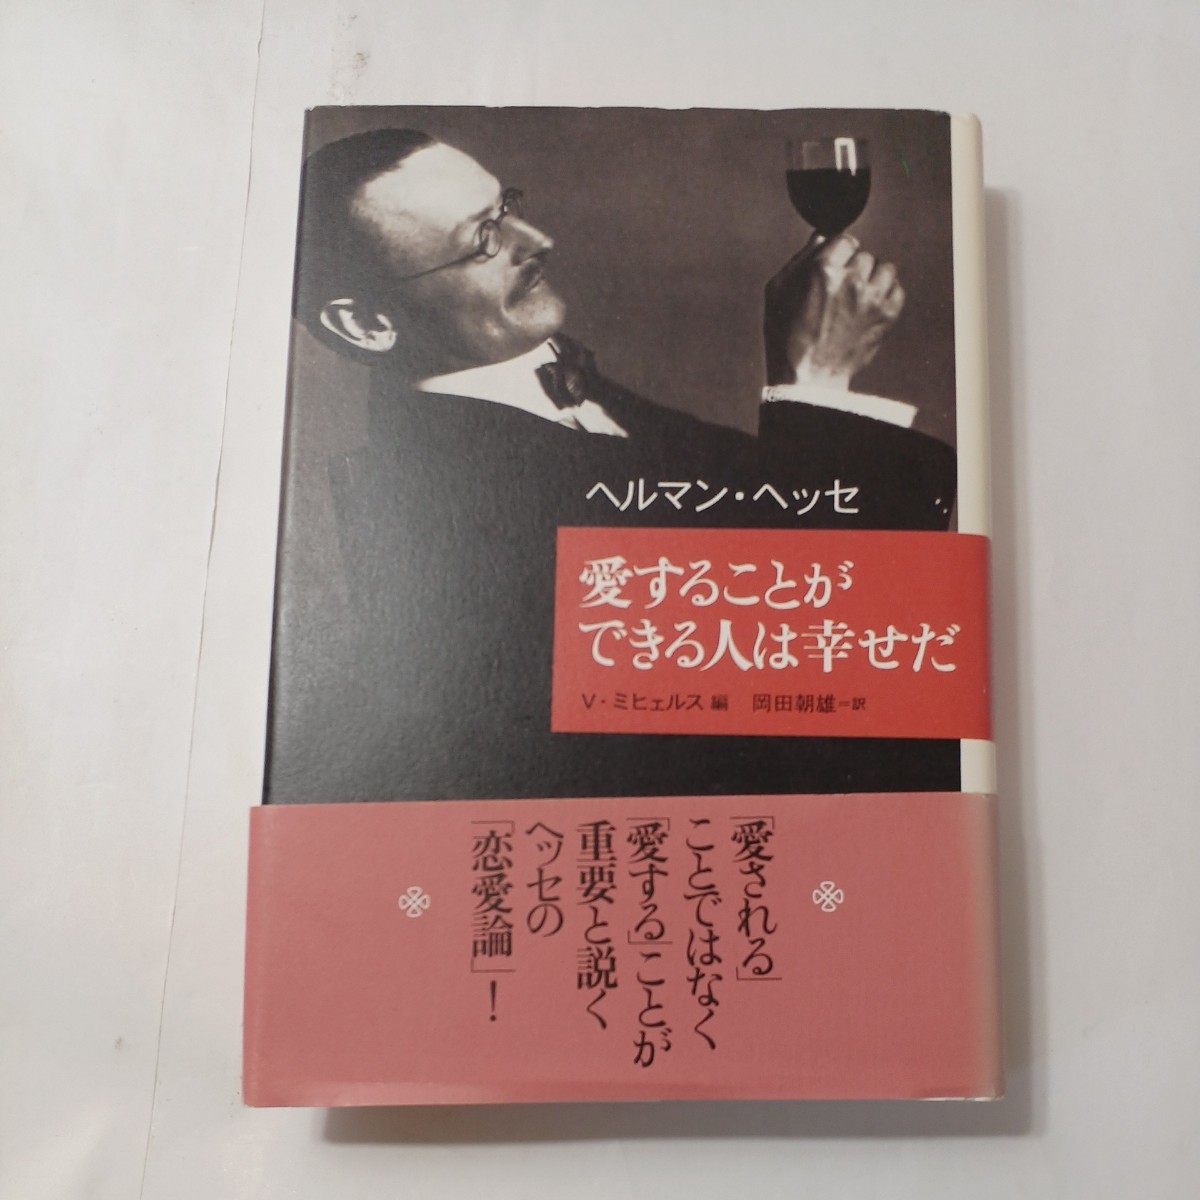 ヘルマン・ヘッセ
愛することが
できる人は幸せだ
V・ミヒェルス 編　岡田朝雄＝訳
「愛される」
ことではなく
「愛する」ことが
重要と説く
ヘッセの
「恋愛論」！